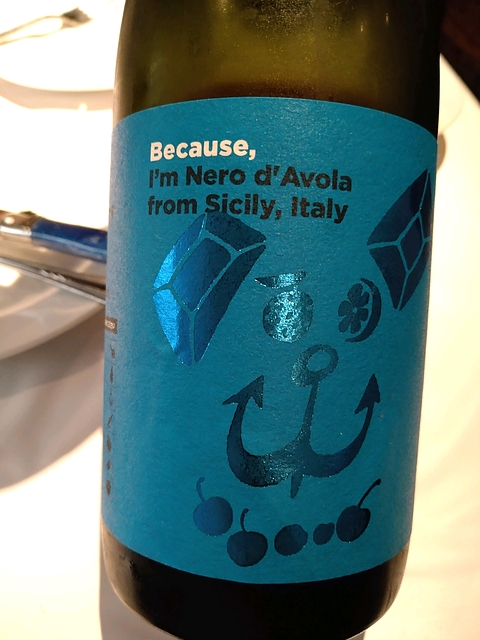 Because,
I'm Nero d'Avola
from Sicily, Italy